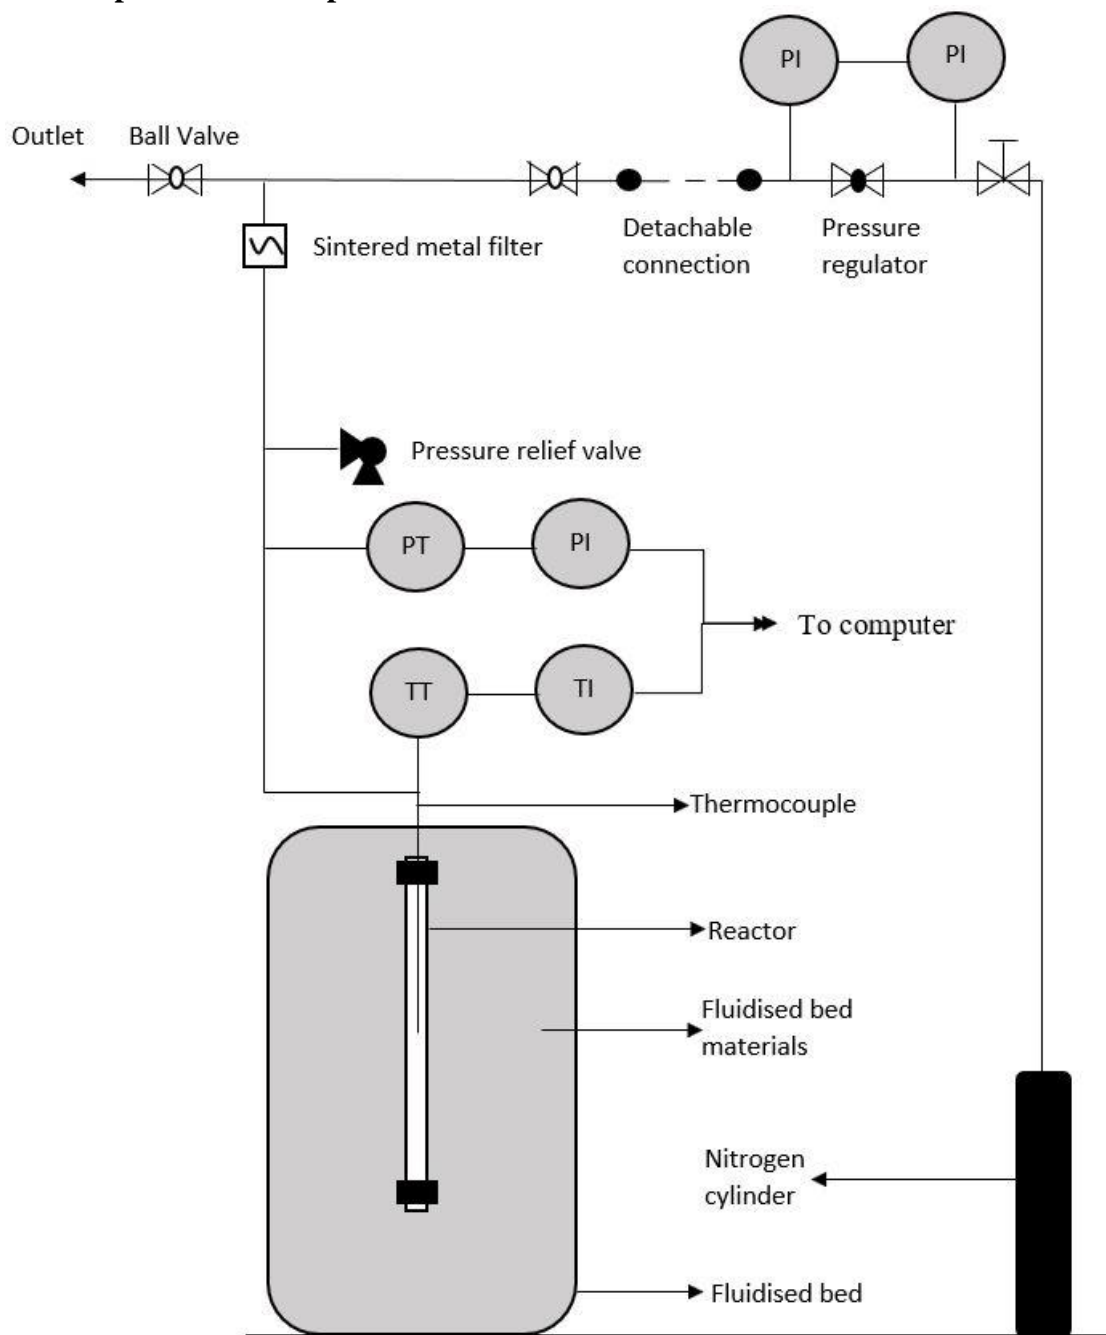 PI
PI
Outlet
Ball Valve
Detachable
connection
Pressure
regulator
Sintered metal filter
Pressure relief valve
PT
PI
To computer
TT
TI
Thermocouple
Reactor
Fluidised bed
materials
Nitrogen
cylinder
Fluidised bed